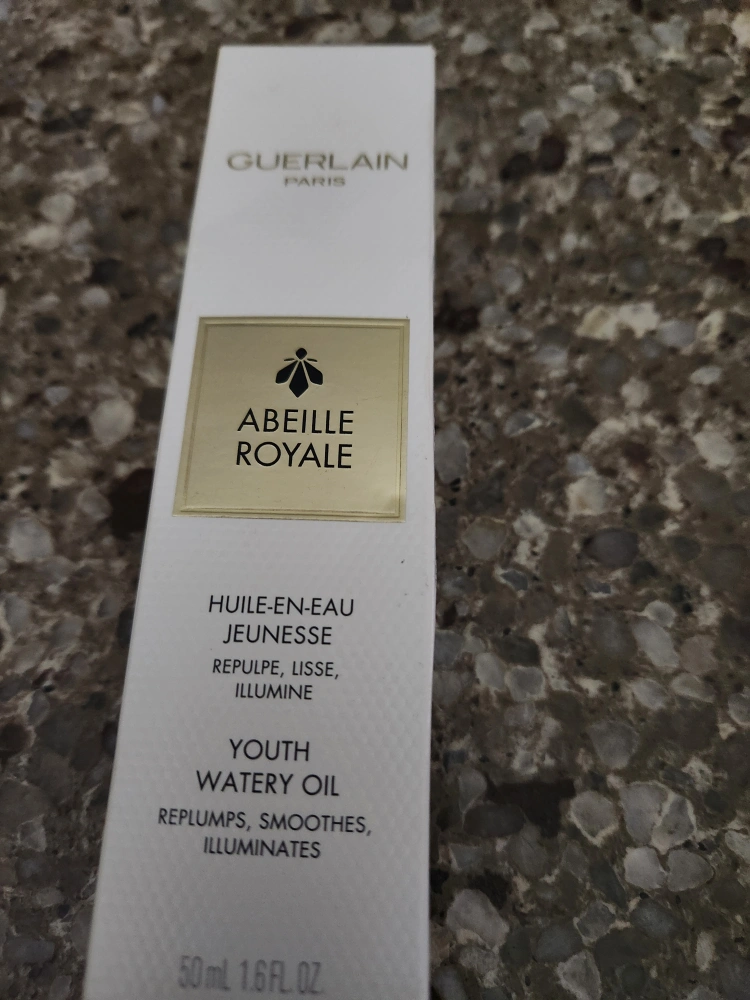 GUERLAIN
PARIS
ABEILLE
ROYALE
HUILE-EN-EAU
JEUNESSE
REPULPE, LISSE,
ILLUMINE
YOUTH
WATERY OIL
REPLUMPS, SMOOTHES,
ILLUMINATES
50 mL 1.6 FL. OZ.